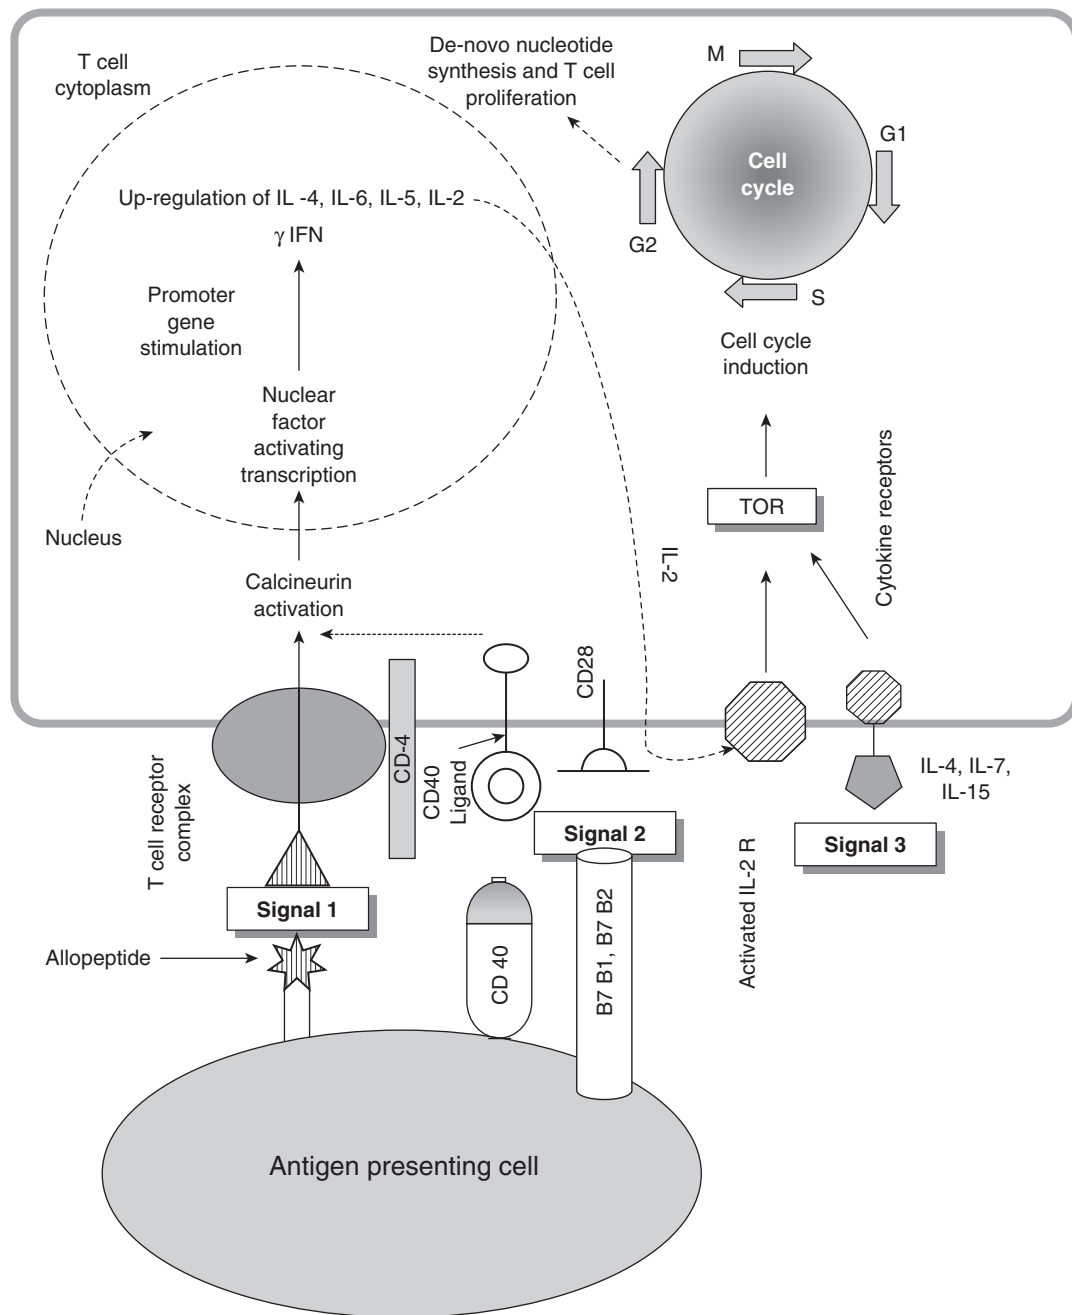 T cell
cytoplasm
De-novo nucleotide
synthesis and T cell
proliferation
M
G1
Cell
cycle
G2
S
Up-regulation of IL -4, IL-6, IL-5, IL-2
γ IFN
Promoter
gene
stimulation
Cell cycle
induction
Nuclear
factor
activating
transcription
TOR
Nucleus
IL-2
Cytokine receptors
Calcineurin
activation
CD28
CD-4
CD40
Ligand
T cell receptor
complex
IL-4, IL-7,
IL-15
Signal 2
Signal 3
Signal 1
Activated IL-2 R
Allopeptide
CD 40
B7 B1, B7 B2
Antigen presenting cell